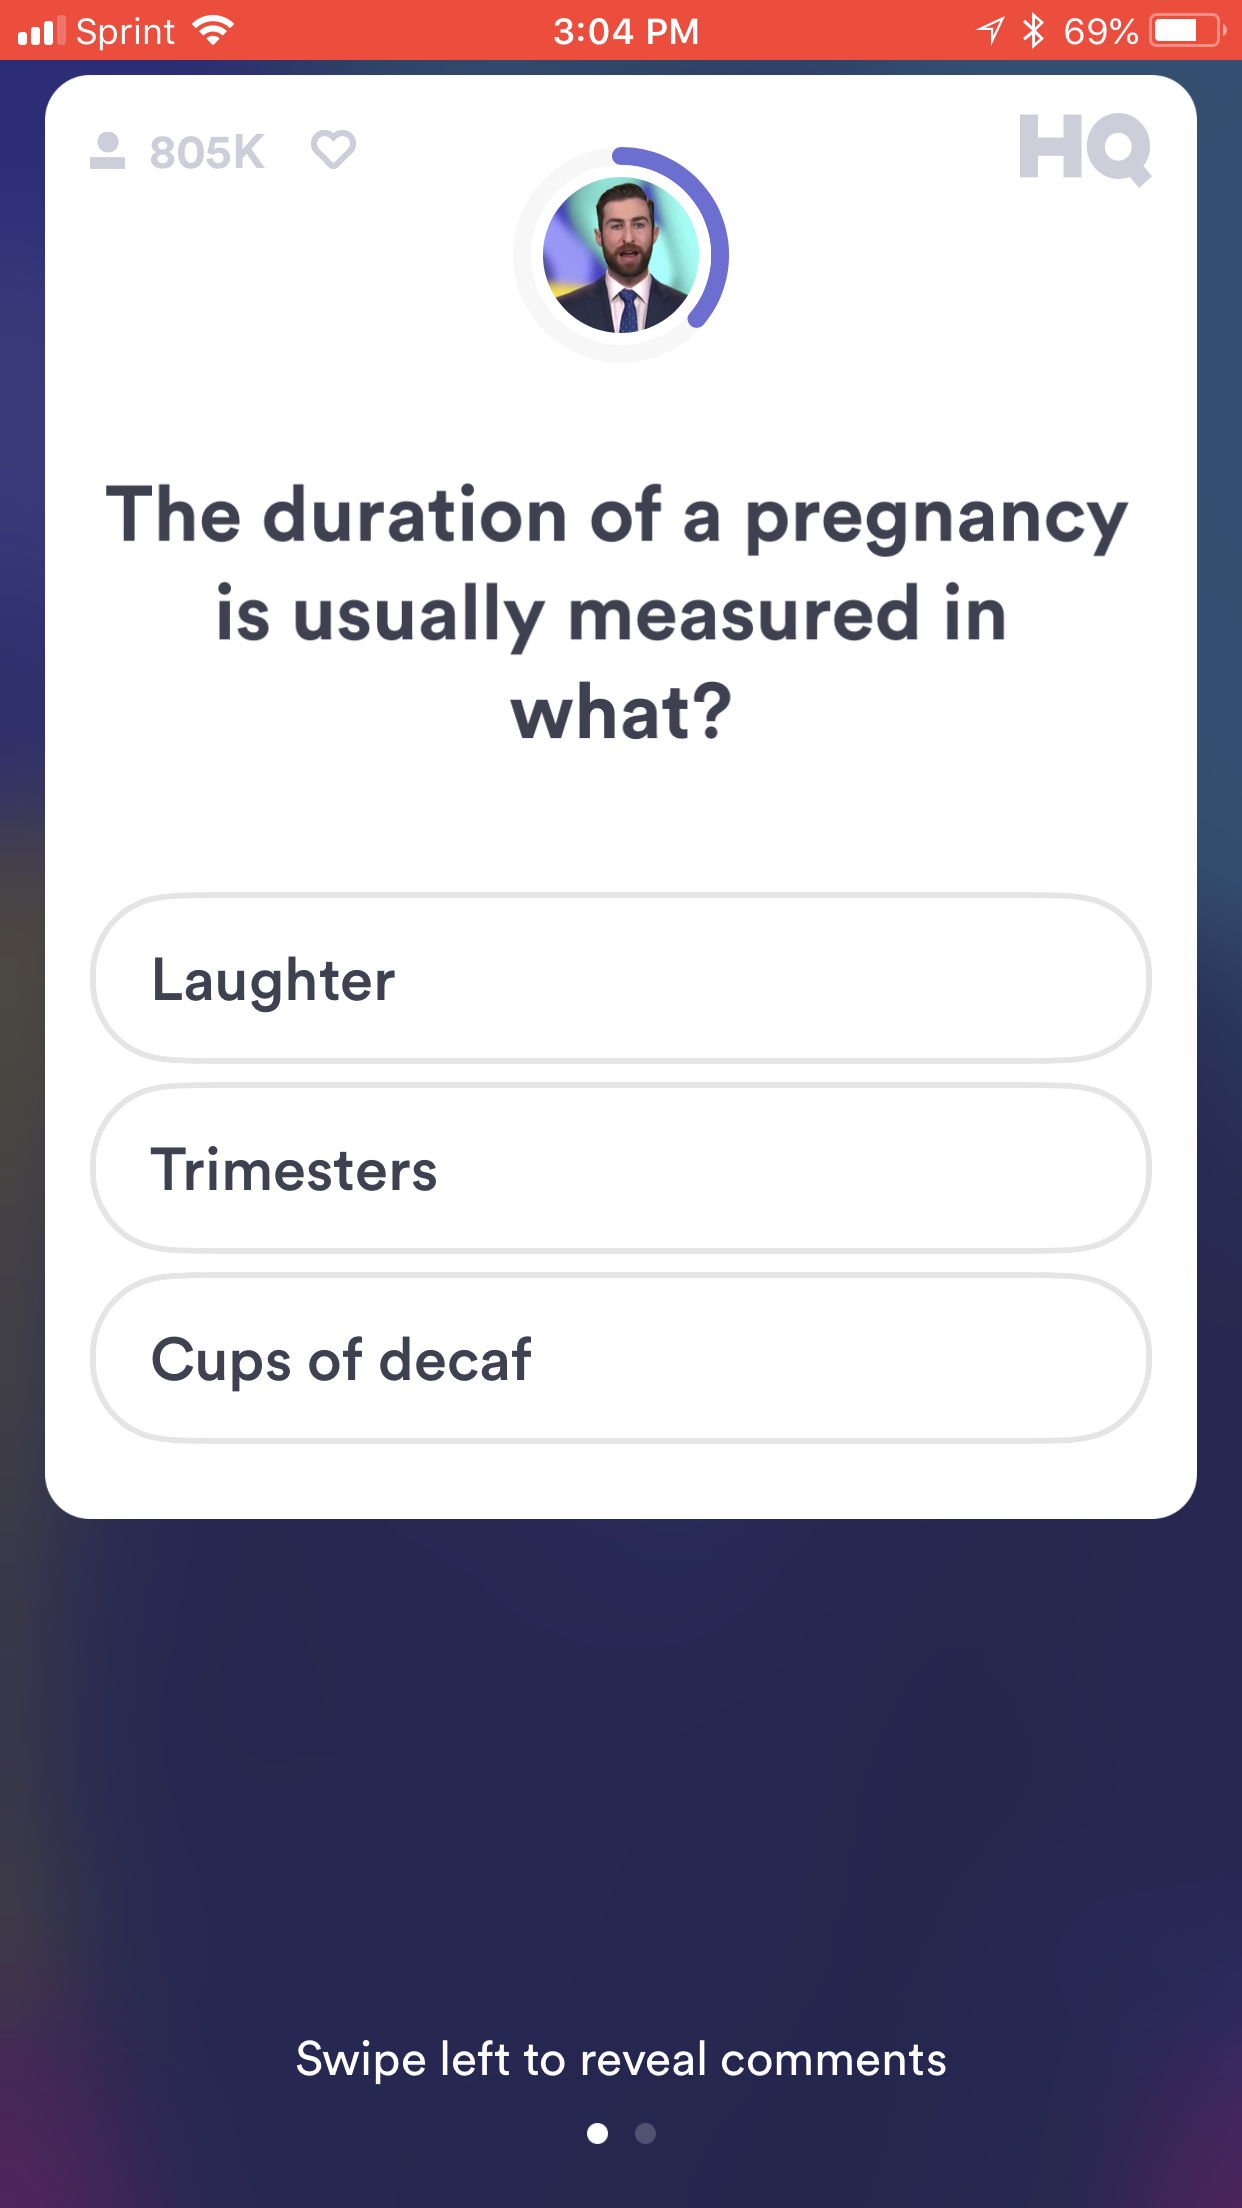 Sprint 3:04 PM 69%
805K HQ
The duration of a pregnancy
is usually measured in
what?
Laughter
Trimesters
Cups of decaf
Swipe left to reveal comments